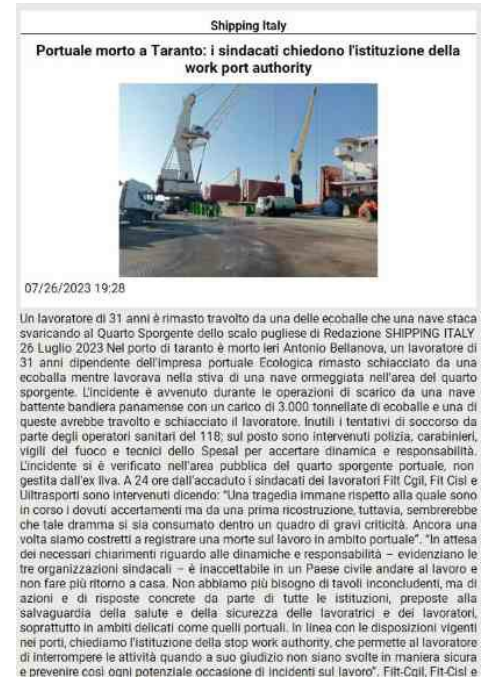 Shipping Italy
Portuale morto a Taranto: i sindacati chiedono l'istituzione della
work port authority
07/26/2023 19:28
Un lavoratore di 31 anni è rimasto travolto da una delle ecoballe che una nave staca
svaricando al Quarto Sporgente dello scalo pugliese di Redazione SHIPPING ITALY
26 Luglio 2023 Nel porto di taranto è morto ieri Antonio Bellanova, un lavoratore di
31 anni dipendente dell'impresa portuale Ecologica rimasto schiacciato da una
ecoballa mentre lavorava nella stiva di una nave ormeggiata nell'area del quarto
sporgente. L'incidente è avvenuto durante le operazioni di scarico da una nave
battente bandiera panamense con un carico di 3.000 tonnellate di ecoballe e una di
queste avrebbe travolto e schiacciato il lavoratore. Inutili i tentativi di soccorso da
parte degli operatori sanitari del 118; sul posto sono intervenuti polizia, carabinieri,
vigili del fuoco e tecnici dello Spesal per accertare dinamica e responsabilità.
L'incidente si è verificato nell'area pubblica del quarto sporgente portuale, non
gestita dall'ex Ilva. A 24 ore dall'accaduto i sindacati dei lavoratori Filt Cgil, Fit Cisl e
Uiltrasporti sono intervenuti dicendo: "Una tragedia immane rispetto alla quale sono
in corso i dovuti accertamenti ma da una prima ricostruzione, tuttavia, sembrerebbe
che tale dramma si sia consumato dentro un quadro di gravi criticità. Ancora una
volta siamo costretti a registrare una morte sul lavoro in ambito portuale". "In attesa
dei necessari chiarimenti riguardo alle dinamiche e responsabilità – evidenziano le
tre organizzazioni sindacali – è inaccettabile in un Paese civile andare al lavoro e
non fare più ritorno a casa. Non abbiamo più bisogno di tavoli inconcludenti, ma di
azioni e di risposte concrete da parte di tutte le istituzioni, preposte alla
salvaguardia della salute e della sicurezza delle lavoratrici e dei lavoratori,
soprattutto in ambiti delicati come quelli portuali. In linea con le disposizioni vigenti
nei porti, chiediamo l'istituzione della stop work authority, che permette al lavoratore
di interrompere le attività quando a suo giudizio non siano svolte in maniera sicura
e prevenire così ogni potenziale occasione di incidenti sul lavoro". Filt-Cgil, Fit-Cisl e